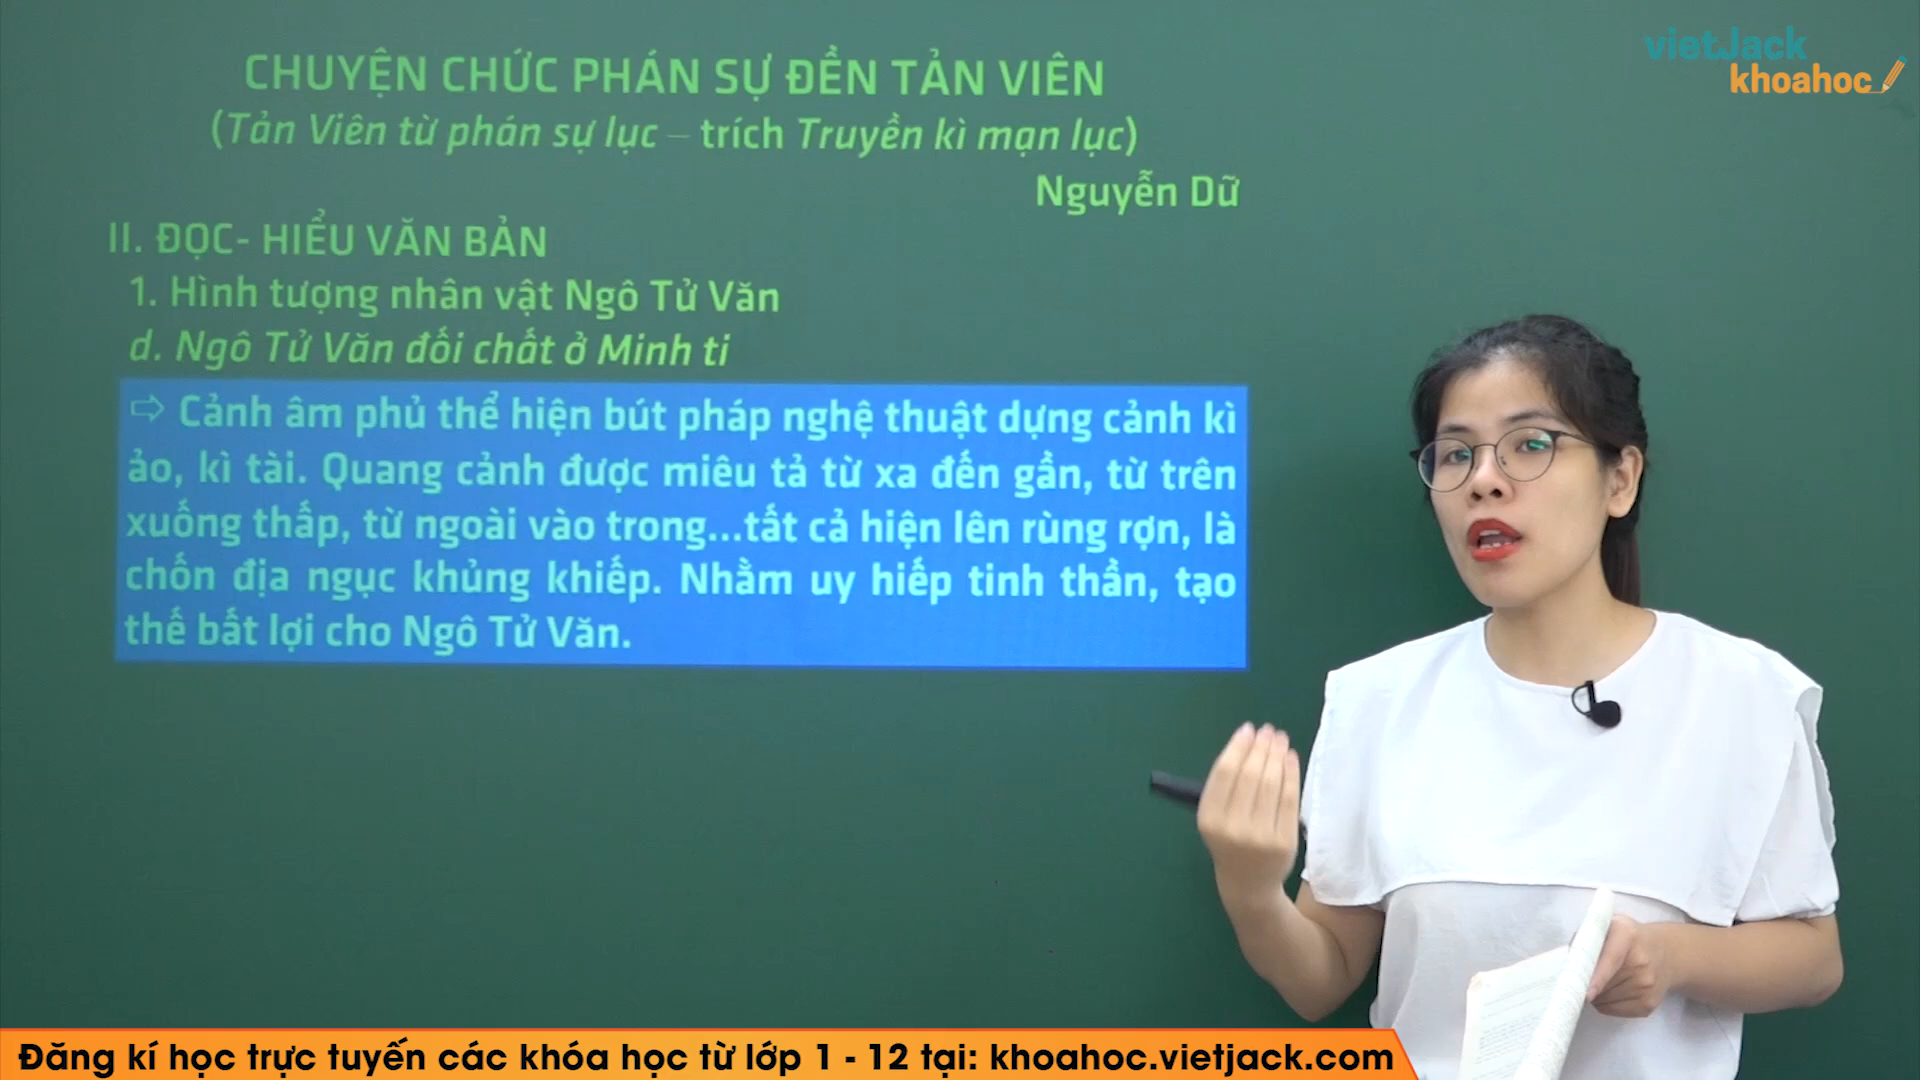 vietJack
khoahoc
CHUYỆN CHỨC PHÁN SỰ ĐỀN TẢN VIÊN
(Tản Viên từ phán sự lục – trích Truyền kì mạn lục)
Nguyễn Dữ
II. ĐỌC- HIỂU VĂN BẢN
1. Hình tượng nhân vật Ngô Tử Văn
d. Ngô Tử Văn đối chất ở Minh ti
⇨ Cảnh âm phủ thể hiện bút pháp nghệ thuật dựng cảnh kì
ảo, kì tài. Quang cảnh được miêu tả từ xa đến gần, từ trên
xuống thấp, từ ngoài vào trong...tất cả hiện lên rùng rợn, là
chốn địa ngục khủng khiếp. Nhằm uy hiếp tinh thần, tạo
thế bất lợi cho Ngô Tử Văn.
Đăng kí học trực tuyến các khóa học từ lớp 1 - 12 tại: khoahoc.vietjack.com